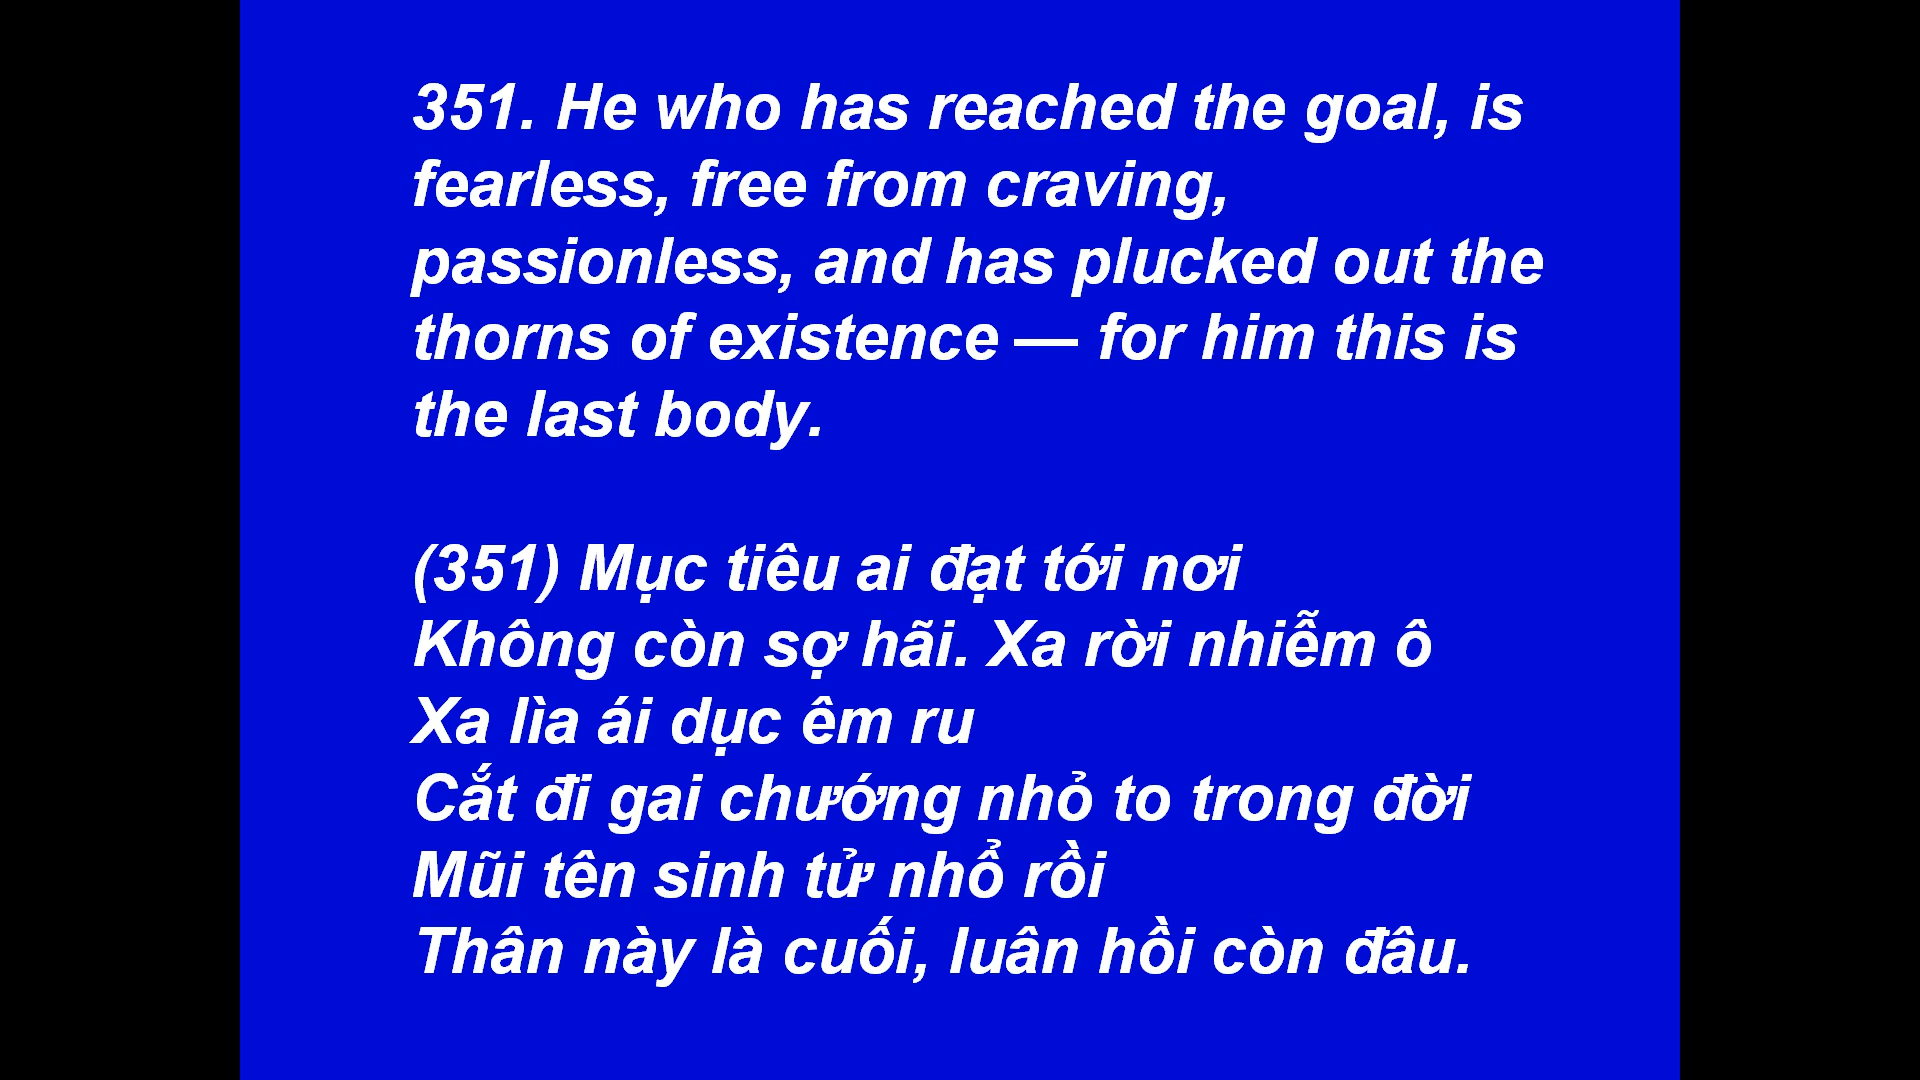 351. He who has reached the goal, is
fearless, free from craving,
passionless, and has plucked out the
thorns of existence — for him this is
the last body.
(351) Mục tiêu ai đạt tới nơi
Không còn sợ hãi. Xa rời nhiễm ô
Xa lìa ái dục êm ru
Cắt đi gai chướng nhỏ to trong đời
Mũi tên sinh tử nhổ rồi
Thân này là cuối, luân hồi còn đâu.